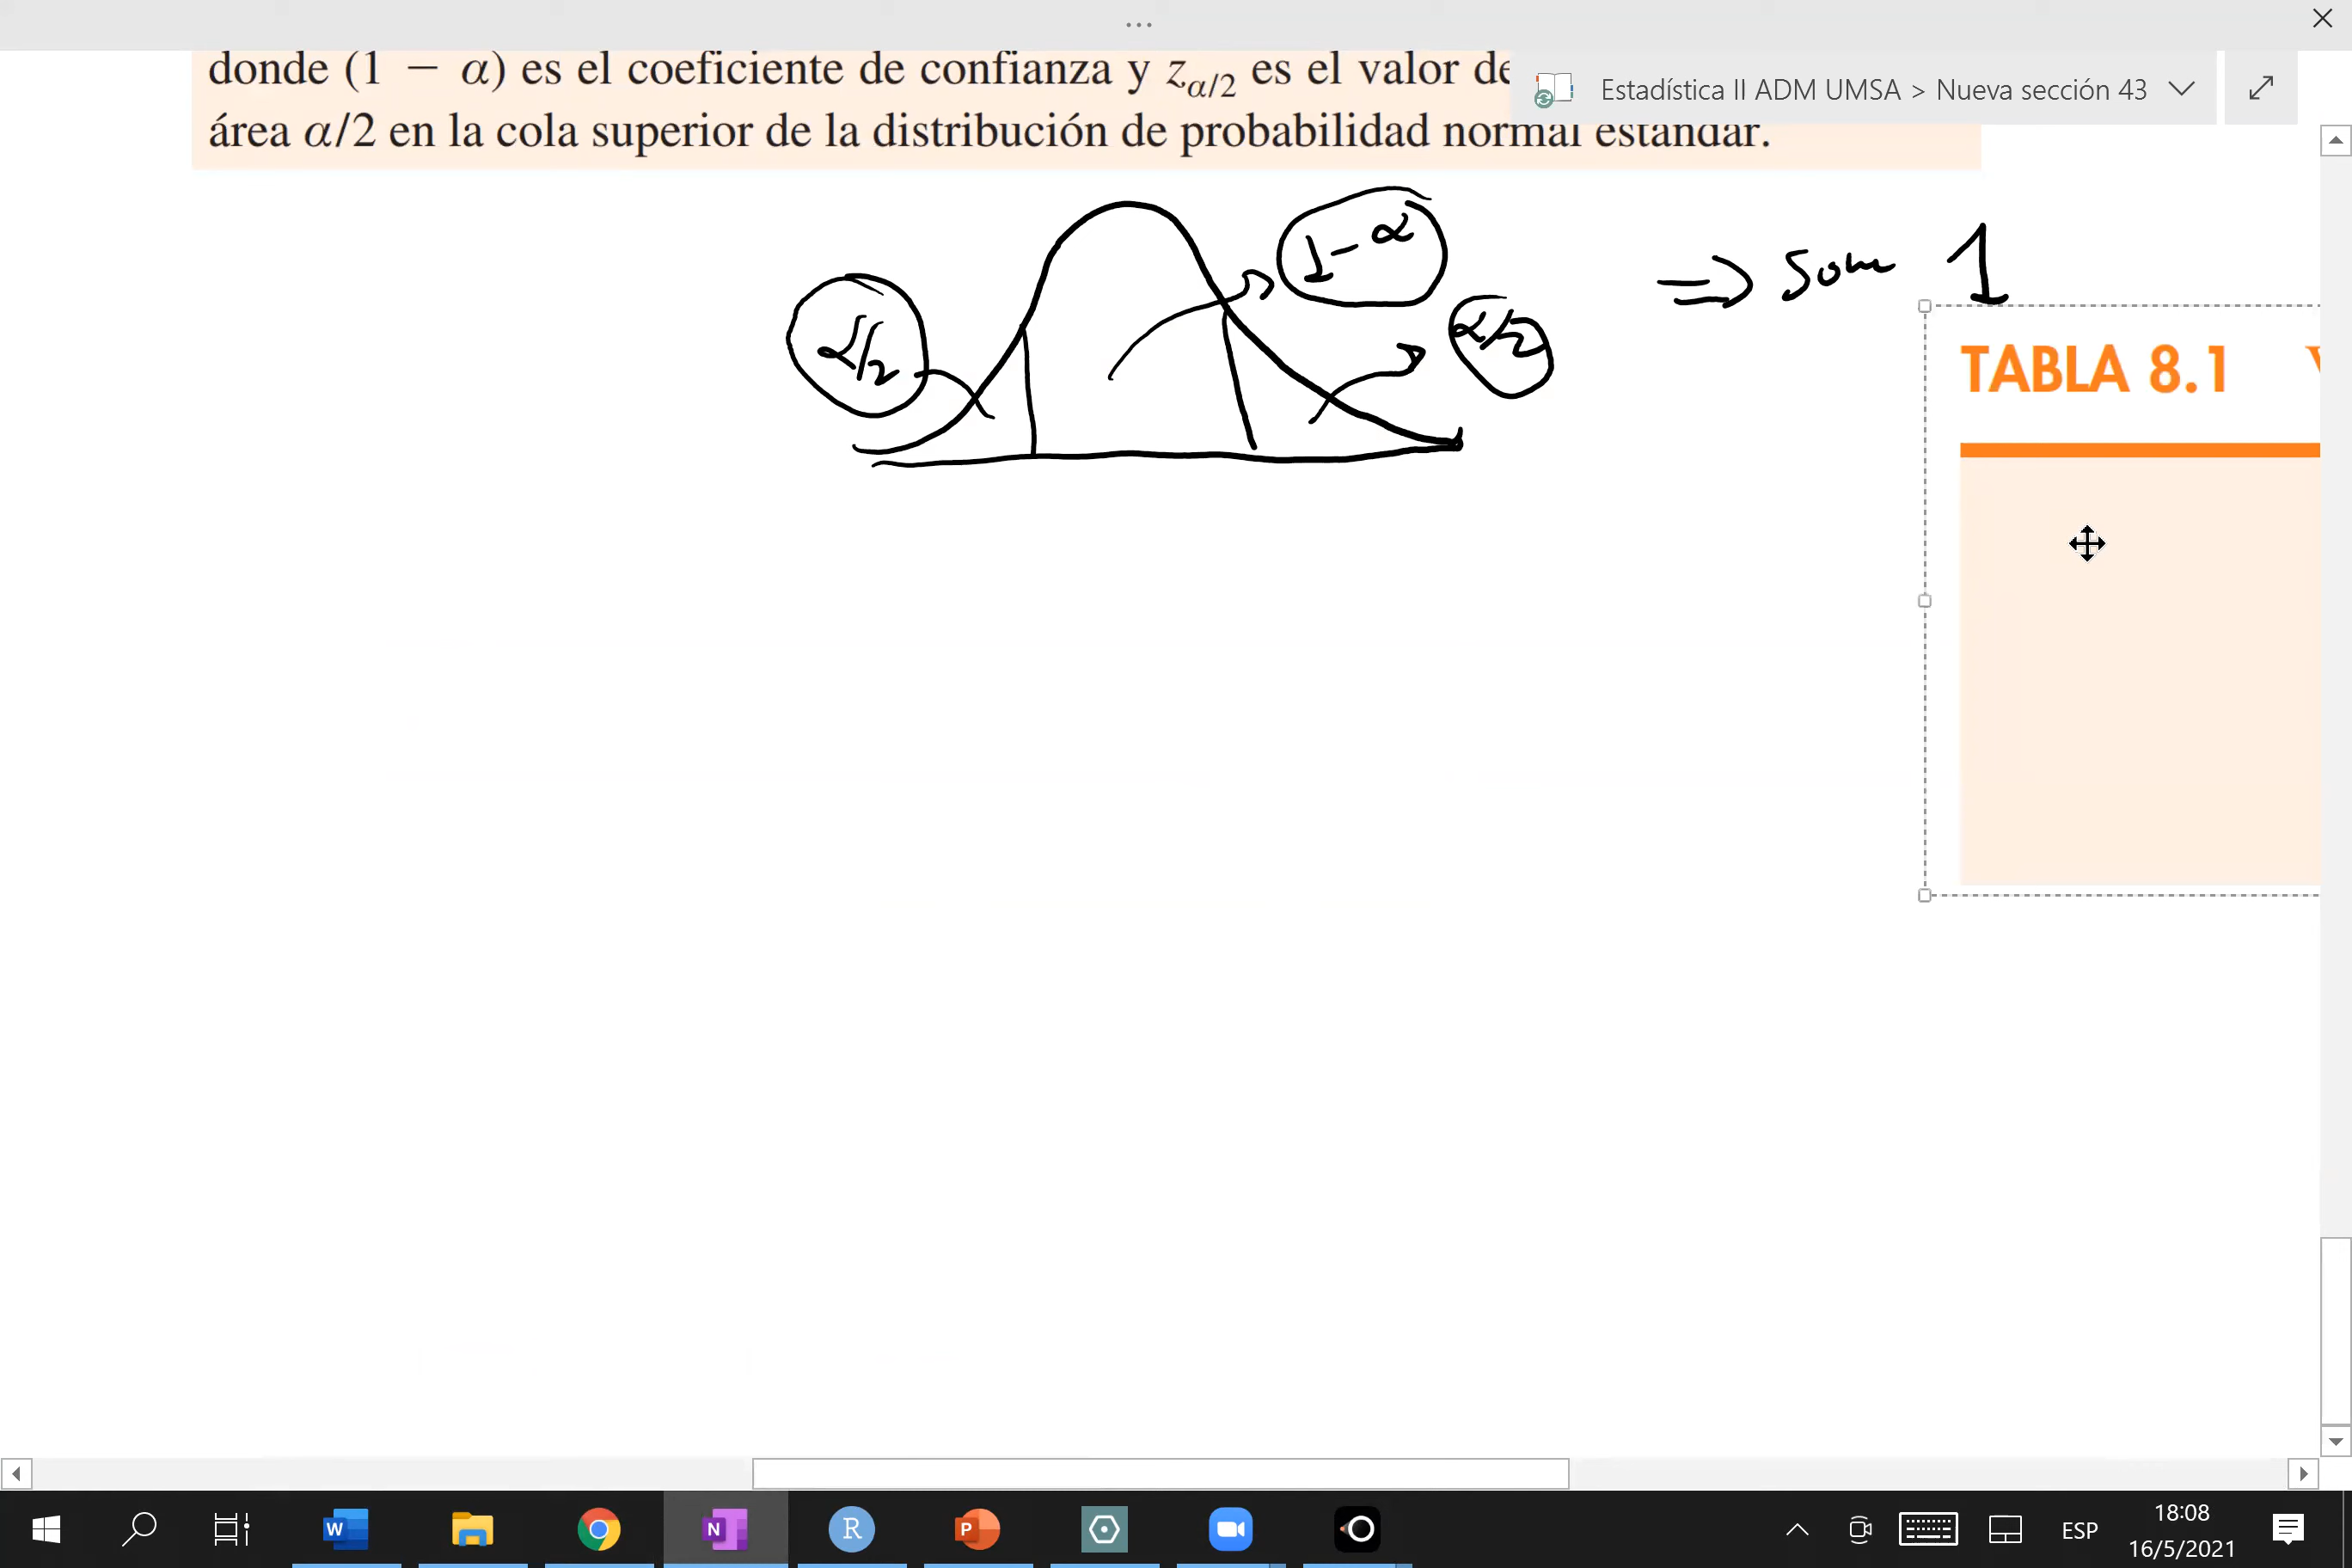 donde (1 − α) es el coeficiente de confianza y zα/2 es el valor de
Estadística II ADM UMSA > Nueva sección 43
área α/2 en la cola superior de la distribución de probabilidad normal estándar.
1-α
α/2
α/2
=> Sum 1
TABLA 8.1
ESP
18:08
16/5/2021